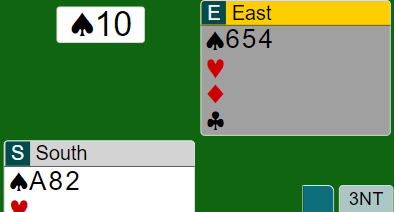 ♠10
E East
♠654
♥
♦
♣
S South
♠A82
♥
3NT